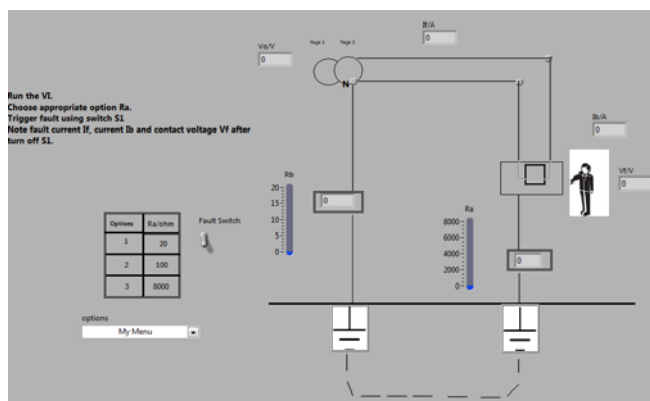 If/A
0
Vo/V
0
Page 1 Page 2
N
Run the VI.
Choose appropriate option Ra.
Trigger fault using switch S1
Note fault current If, current Ib and contact voltage Vf after
turn off S1.
Ib/A
0
Vf/V
0
Rb
20
15
10
5
0
0
Ra
8000
6000
4000
2000
0
0
Fault Switch
Options Ra/ohm
1 20
2 100
3 8000
options
My Menu